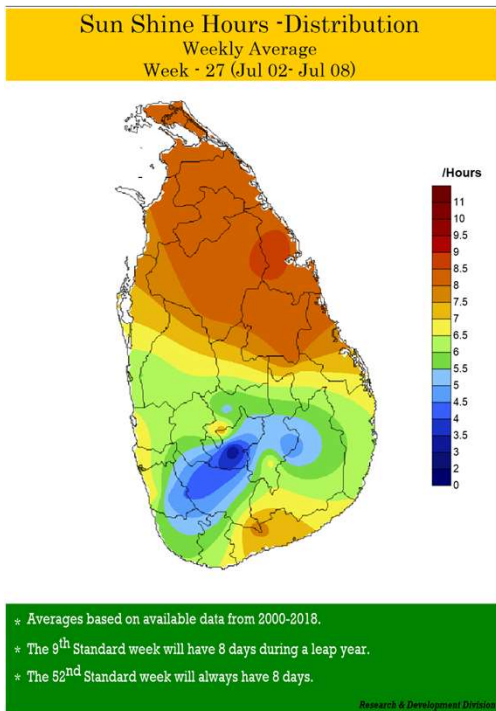 Sun Shine Hours -Distribution
Weekly Average
Week - 27 (Jul 02- Jul 08)
/Hours
11
10
9.5
9
8.5
8
7.5
7
6.5
6
5.5
5
4.5
4
3.5
3
2
0
* Averages based on available data from 2000-2018.
* The 9th Standard week will have 8 days during a leap year.
* The 52nd Standard week will always have 8 days.
Research & Development Division